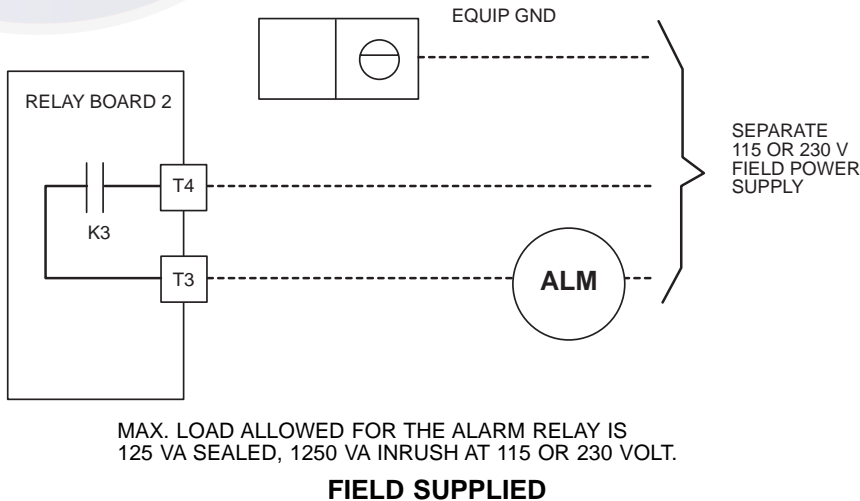 EQUIP GND
RELAY BOARD 2
SEPARATE
115 OR 230 V
FIELD POWER
SUPPLY
T4
K3
T3
ALM
MAX. LOAD ALLOWED FOR THE ALARM RELAY IS
125 VA SEALED, 1250 VA INRUSH AT 115 OR 230 VOLT.
FIELD SUPPLIED